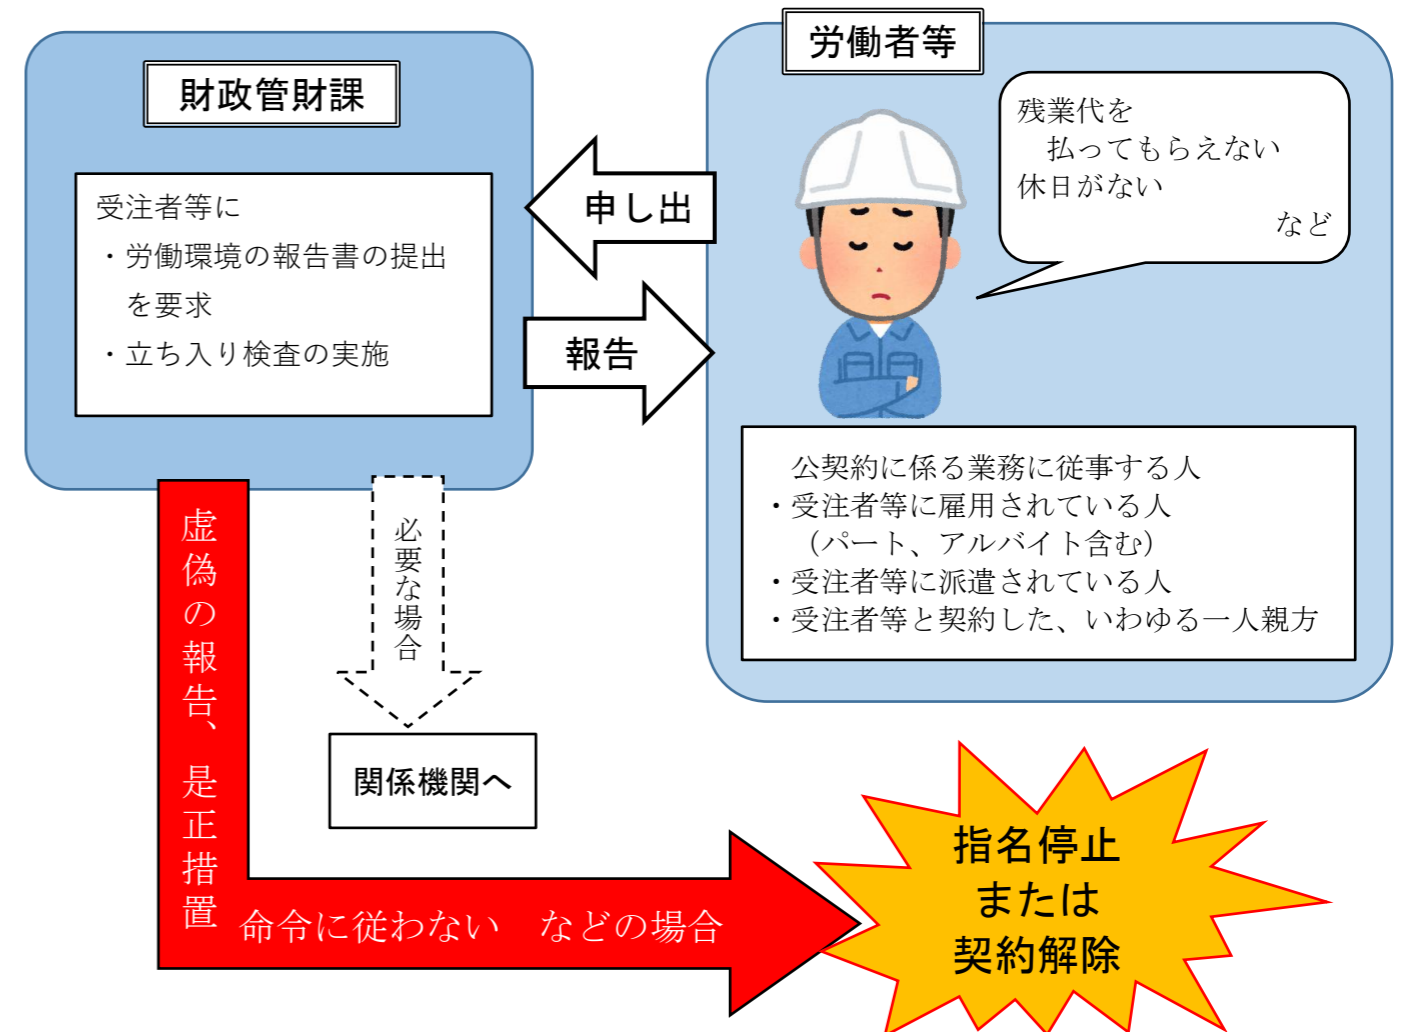 財政管財課
受注者等に
・労働環境の報告書の提出
を要求
・立ち入り検査の実施
申し出
報告
労働者等
残業代を
払ってもらえない
休日がない
など
公契約に係る業務に従事する人
・受注者等に雇用されている人
（パート、アルバイト含む）
・受注者等に派遣されている人
・受注者等と契約した、いわゆる一人親方
必要な場合
関係機関へ
虚偽の報告、是正措置
命令に従わない　などの場合
指名停止
または
契約解除